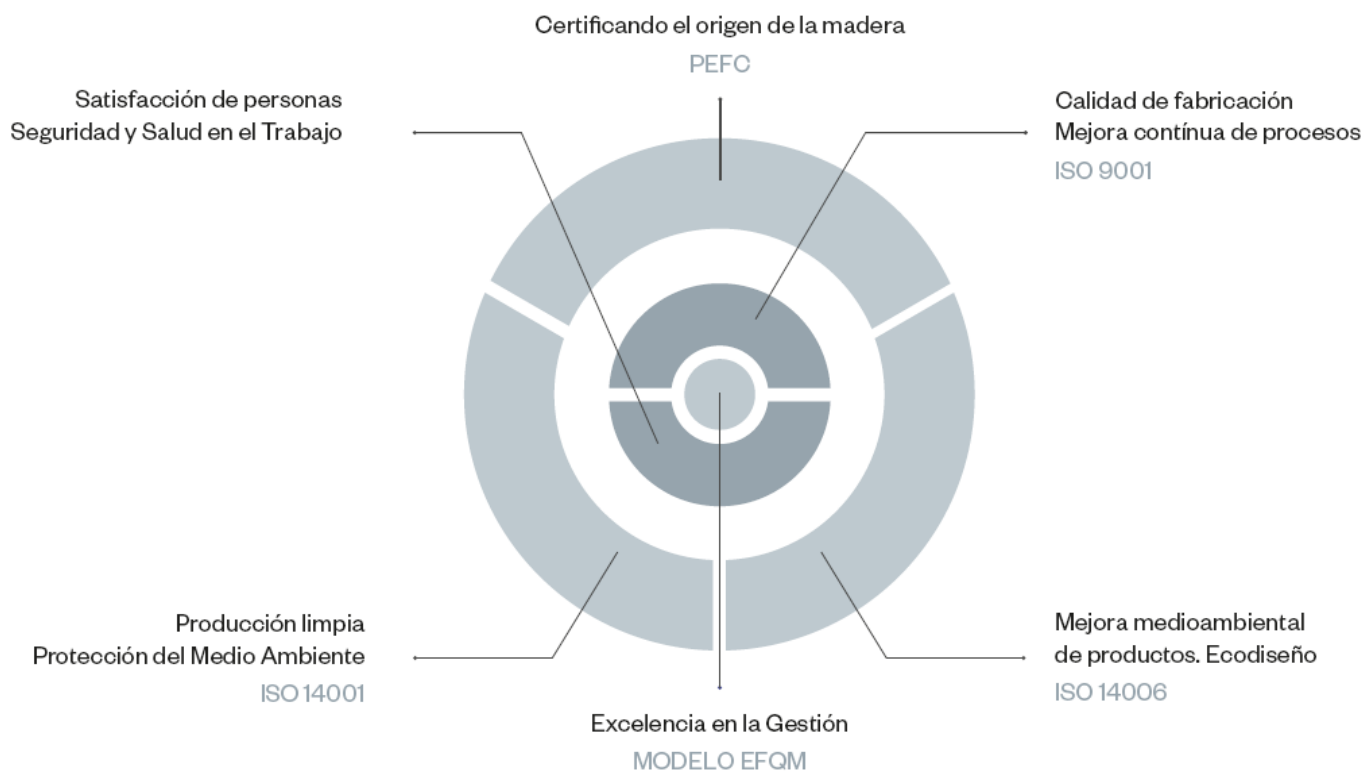 Certificando el origen de la madera
PEFC
Satisfacción de personas
Seguridad y Salud en el Trabajo
Calidad de fabricación
Mejora contínua de procesos
ISO 9001
Producción limpia
Protección del Medio Ambiente
ISO 14001
Mejora medioambiental
de productos. Ecodiseño
ISO 14006
Excelencia en la Gestión
MODELO EFQM